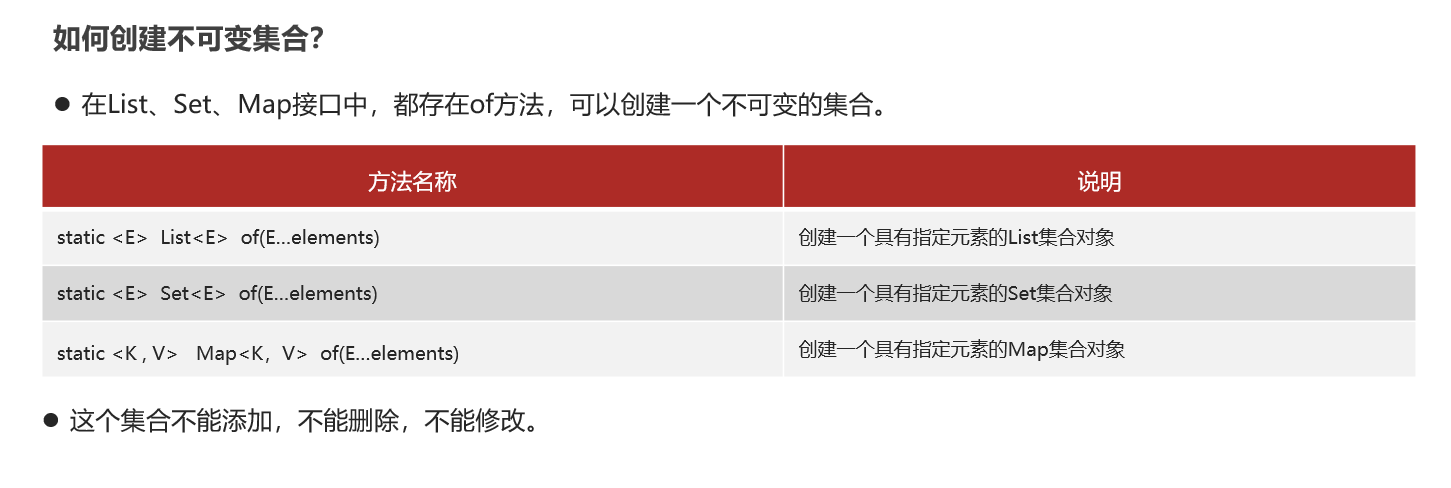 如何创建不可变集合？
● 在List、Set、Map接口中，都存在of方法，可以创建一个不可变的集合。
方法名称 说明
static <E> List<E> of(E…elements) 创建一个具有指定元素的List集合对象
static <E> Set<E> of(E…elements) 创建一个具有指定元素的Set集合对象
static <K , V> Map<K，V> of(E…elements) 创建一个具有指定元素的Map集合对象
● 这个集合不能添加，不能删除，不能修改。